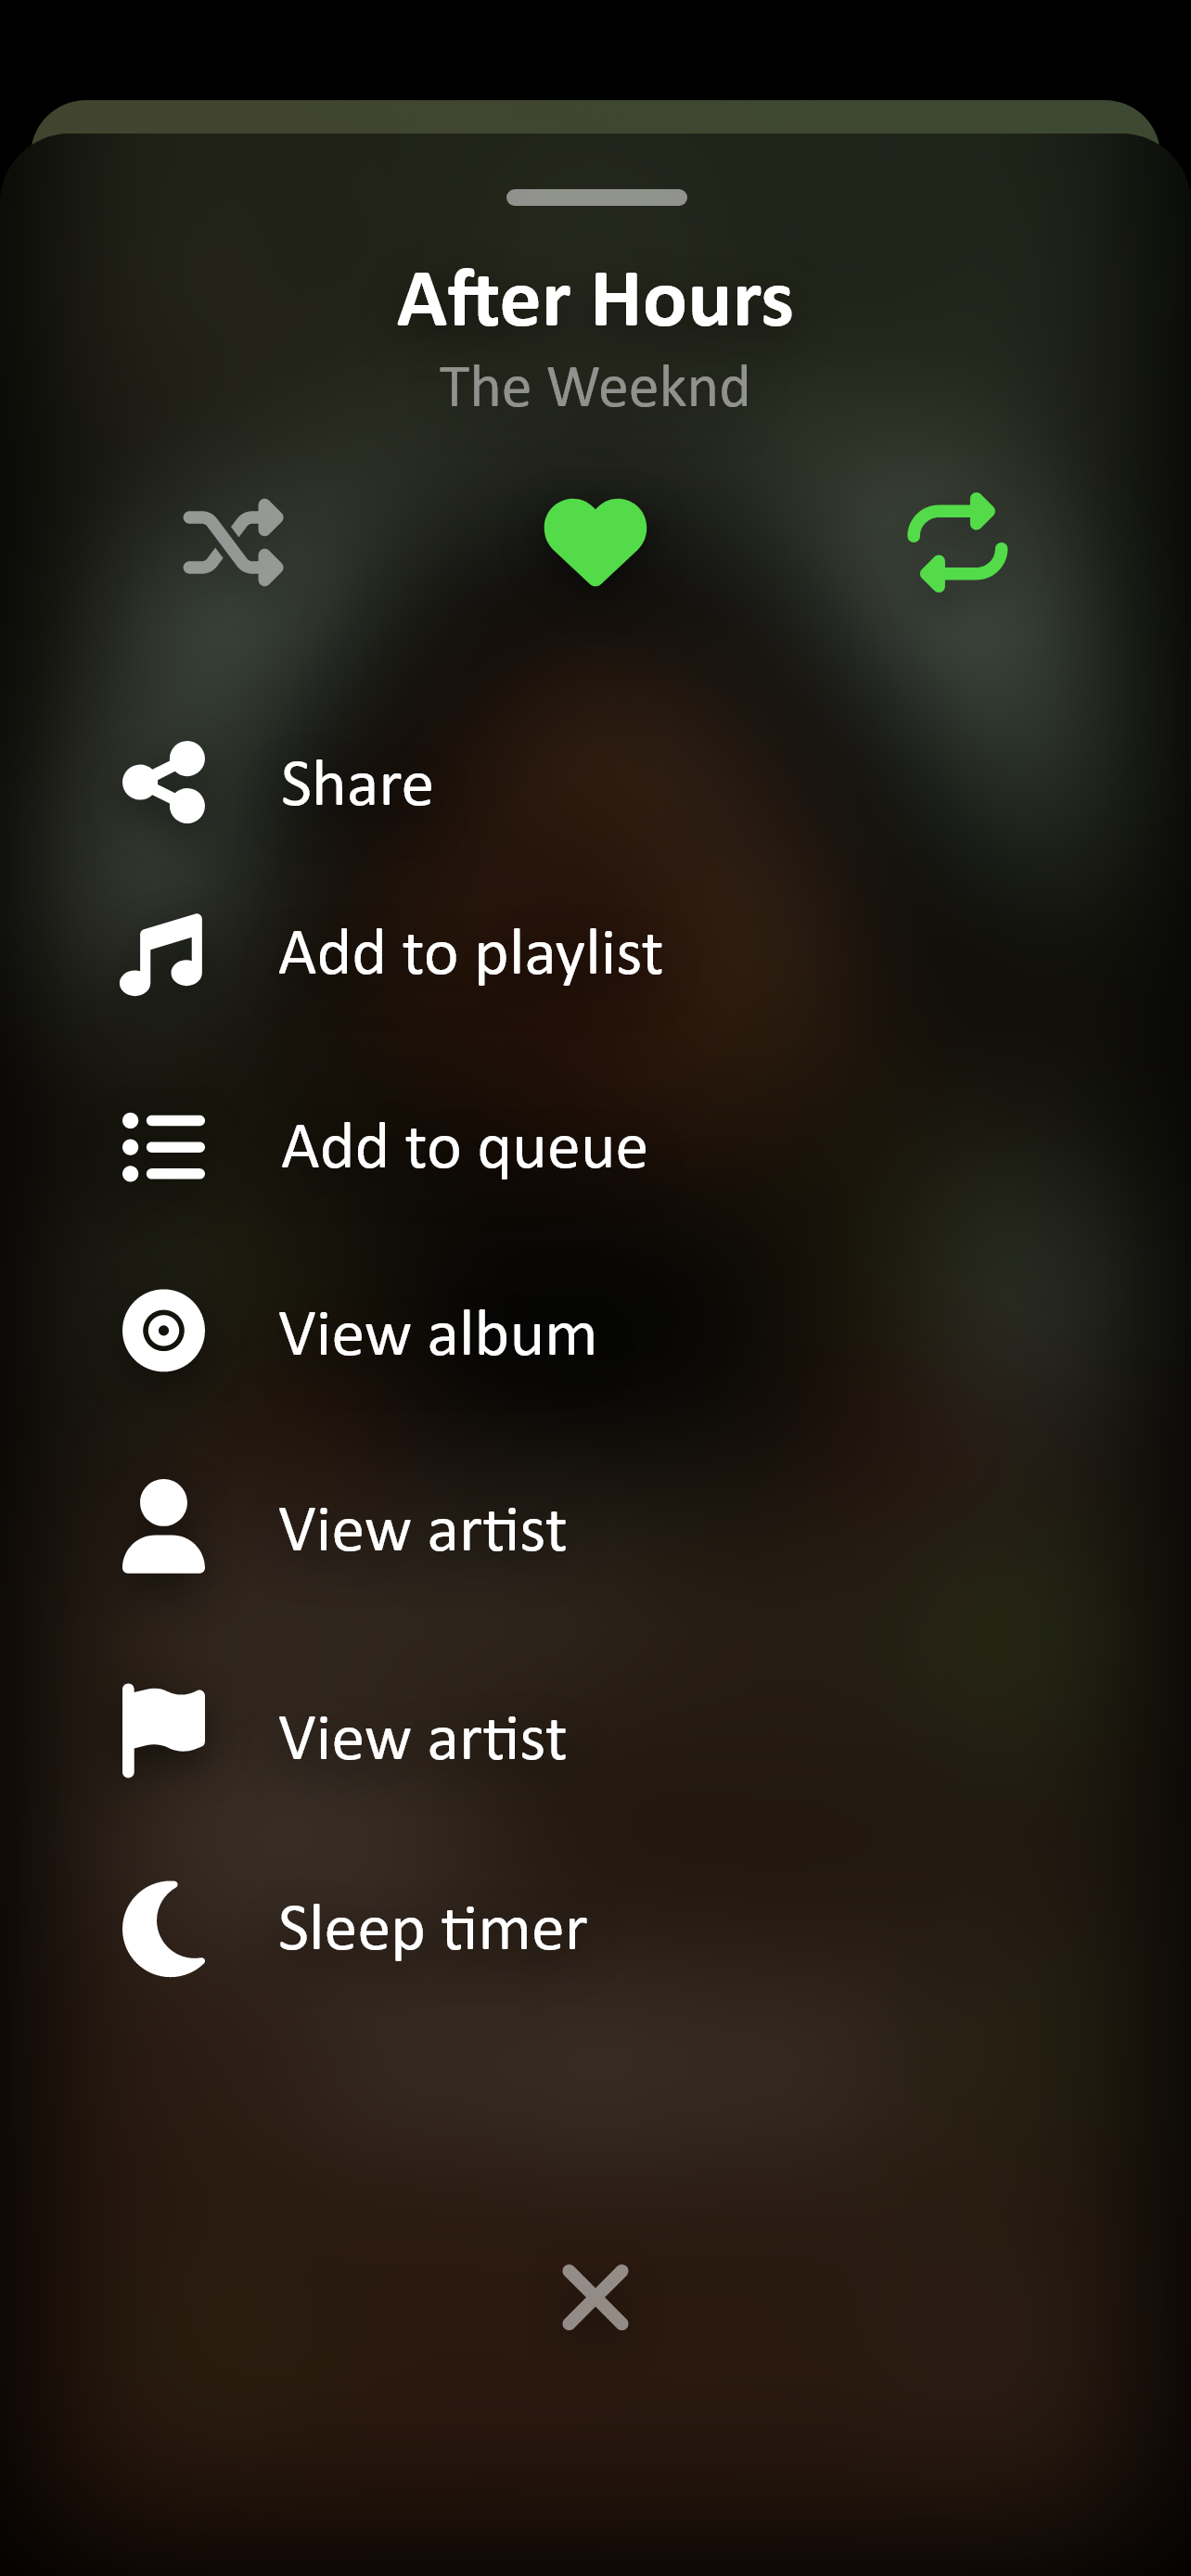 After Hours
The Weeknd
Share
Add to playlist
Add to queue
View album
View artist
View artist
Sleep timer